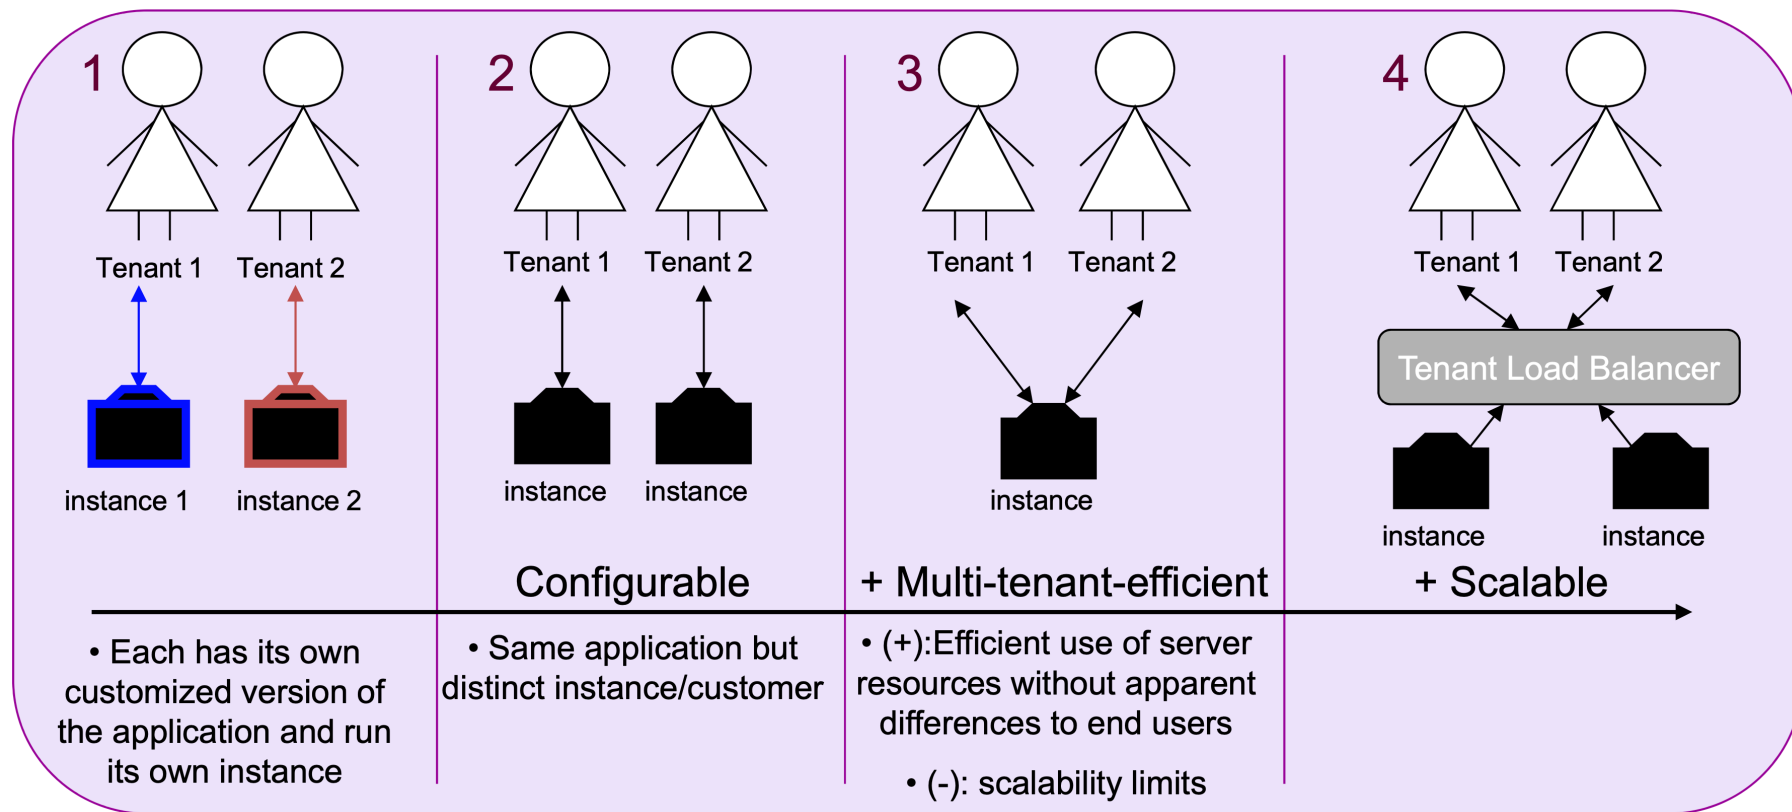 1
Tenant 1
Tenant 2
instance 1
instance 2
• Each has its own
customized version of
the application and run
its own instance
2
Tenant 1
Tenant 2
instance
instance
Configurable
• Same application but
distinct instance/customer
3
Tenant 1
Tenant 2
instance
+ Multi-tenant-efficient
• (+):Efficient use of server
resources without apparent
differences to end users
• (-): scalability limits
4
Tenant 1
Tenant 2
Tenant Load Balancer
instance
instance
+ Scalable